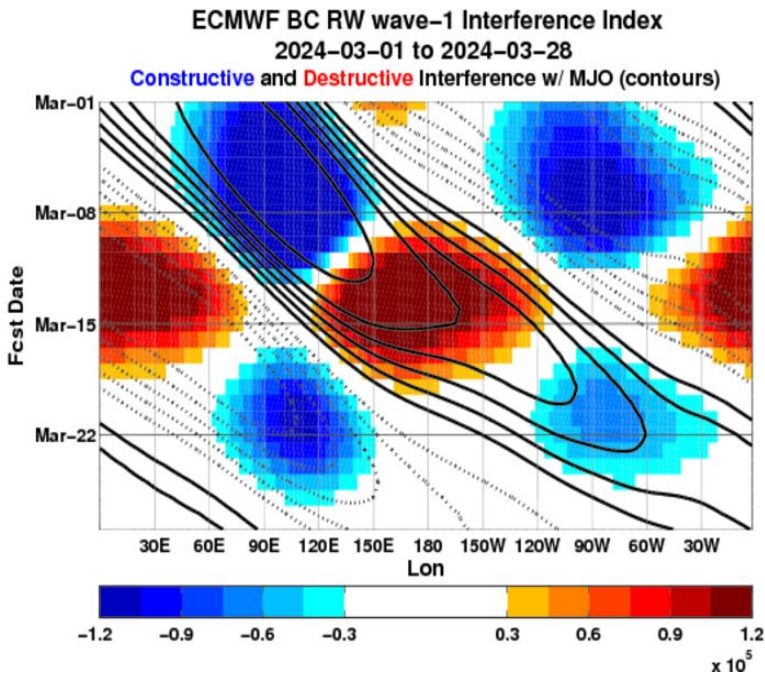 ECMWF BC RW wave-1 Interference Index
2024-03-01 to 2024-03-28
Constructive and Destructive Interference w/ MJO (contours)
Mar-01
Mar-08
Mar-15
Mar-22
Fcst Date
30E 60E 90E 120E 150E 180 150W 120W 90W 60W 30W
Lon
-1.2 -0.9 -0.6 -0.3 0.3 0.6 0.9 1.2
x 10^5